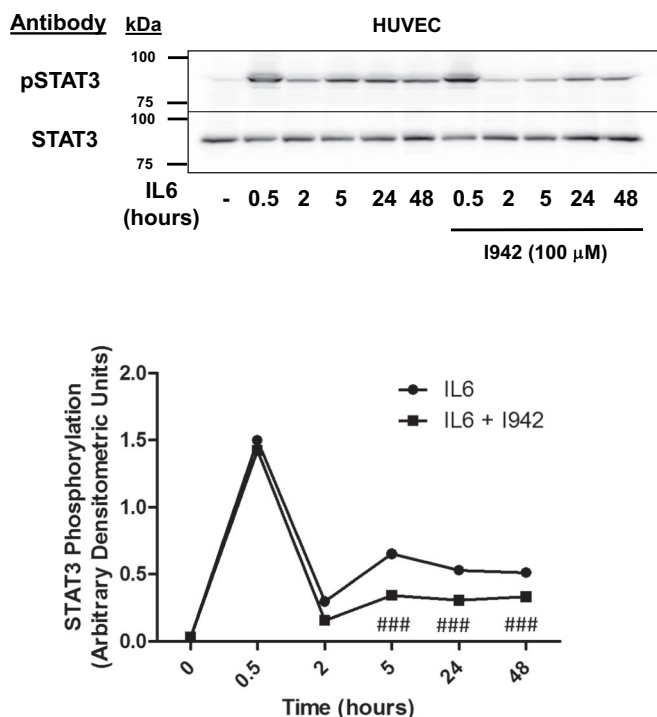 Antibody kDa HUVEC
100
pSTAT3
75
100
STAT3
75
IL6 (hours) - 0.5 2 5 24 48 0.5 2 5 24 48
I942 (100 μM)
2.0
1.5
1.0
0.5
0.0
STAT3 Phosphorylation
(Arbitrary Densitometric Units)
IL6
IL6 + I942
### ### ###
0 0.5 2 5 24 48
Time (hours)